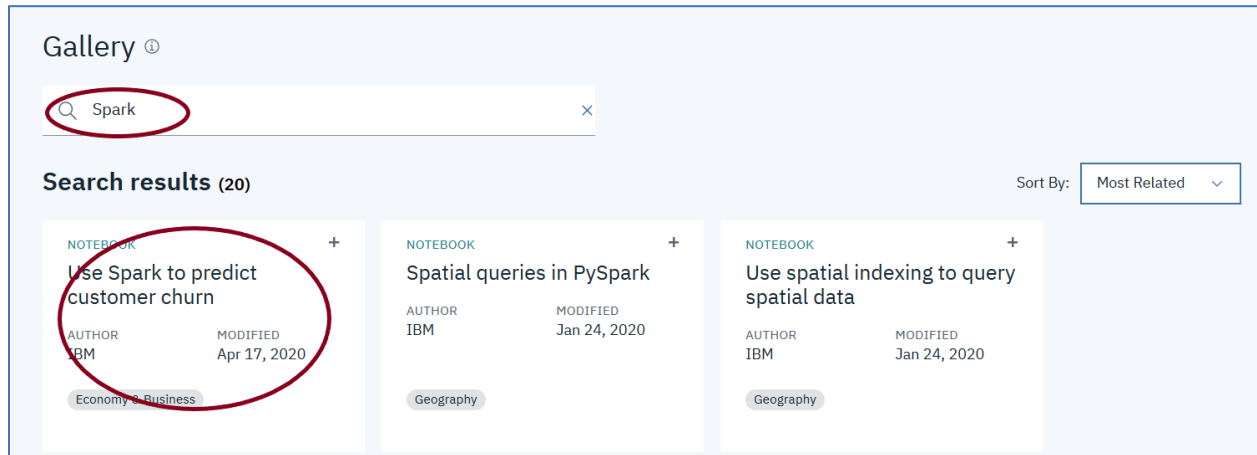 Gallery
Spark
Search results (20)
Sort By: Most Related
NOTEBOOK
Use Spark to predict
customer churn
AUTHOR MODIFIED
IBM Apr 17, 2020
Economy & Business
NOTEBOOK
Spatial queries in PySpark
AUTHOR MODIFIED
IBM Jan 24, 2020
Geography
NOTEBOOK
Use spatial indexing to query
spatial data
AUTHOR MODIFIED
IBM Jan 24, 2020
Geography